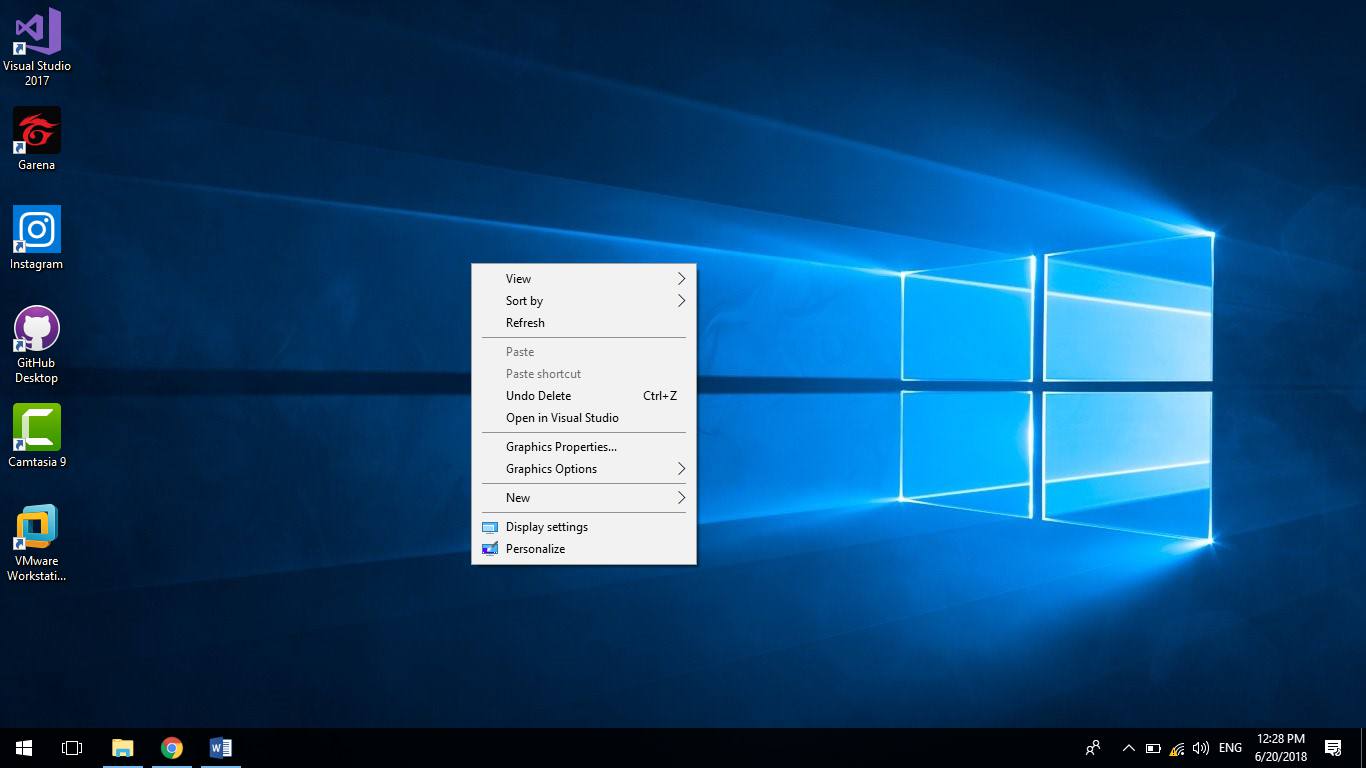 Visual Studio
2017
Garena
Instagram
GitHub
Desktop
Camtasia 9
VMware
Workstati...
View
Sort by
Refresh
Paste
Paste shortcut
Undo Delete Ctrl+Z
Open in Visual Studio
Graphics Properties...
Graphics Options
New
Display settings
Personalize
W
ENG
12:28 PM
6/20/2018